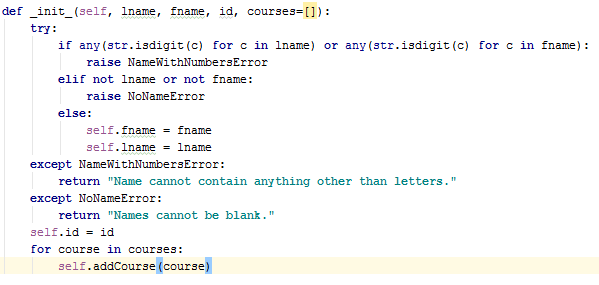 def _init_(self, lname, fname, id, courses=[]):
    try:
        if any(str.isdigit(c) for c in lname) or any(str.isdigit(c) for c in fname):
            raise NameWithNumbersError
        elif not lname or not fname:
            raise NoNameError
        else:
            self.fname = fname
            self.lname = lname
    except NameWithNumbersError:
        return "Name cannot contain anything other than letters."
    except NoNameError:
        return "Names cannot be blank."
    self.id = id
    for course in courses:
        self.addCourse(course)